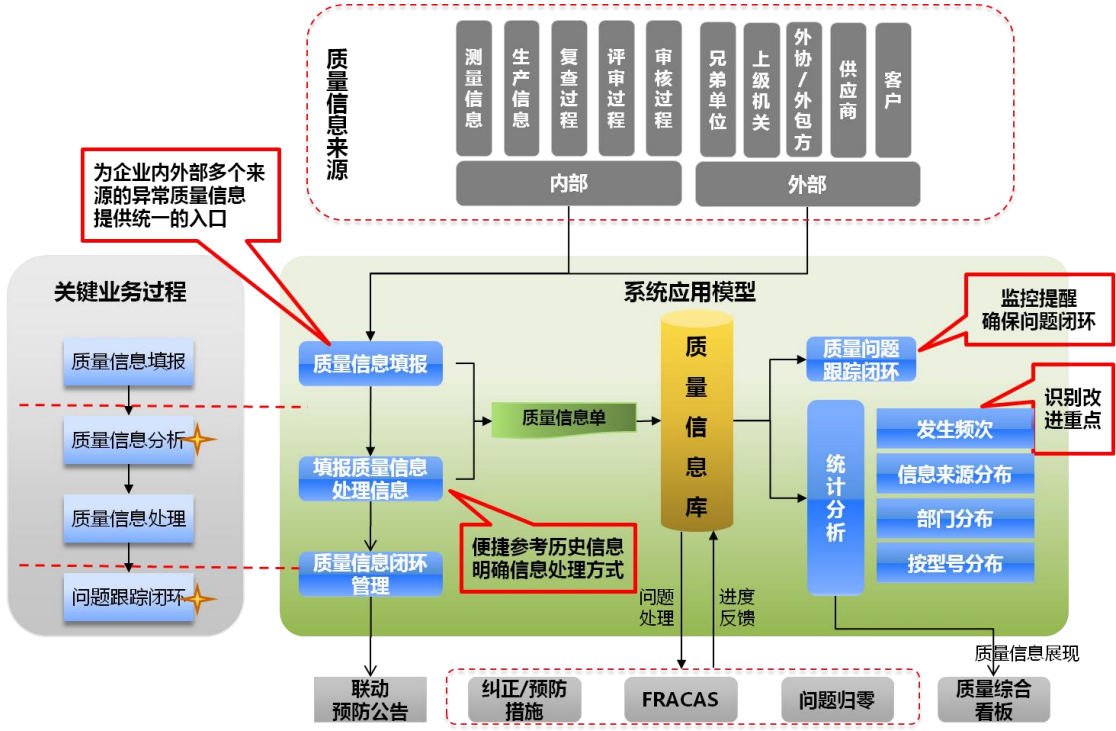 质量信息来源
测量信息
生产信息
复查过程
评审过程
审核过程
兄弟单位
上级机关
外协/外包方
供应商
客户
内部
外部
为企业内外部多个来
源的异常质量信息
提供统一的入口
关键业务过程
质量信息填报
质量信息分析
质量信息处理
问题跟踪闭环
系统应用模型
质量信息填报
填报质量信息
处理信息
质量信息闭环
管理
质量信息单
质量信息库
便捷参考历史信息
明确信息处理方式
质量问题
跟踪闭环
监控提醒
确保问题闭环
统计分析
发生频次
信息来源分布
部门分布
按型号分布
识别改
进重点
问题
处理
进度
反馈
质量信息展现
联动
预防公告
纠正/预防
措施
FRACAS
问题归零
质量综合
看板